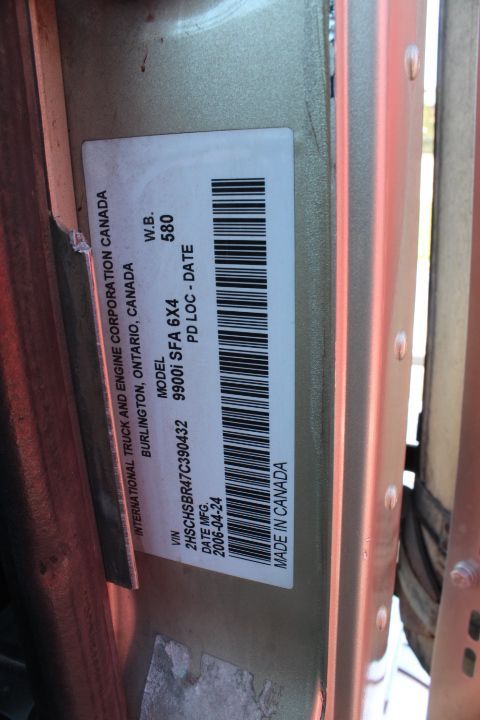 INTERNATIONAL TRUCK AND ENGINE CORPORATION CANADA
BURLINGTON, ONTARIO, CANADA
MODEL W.B.
9900i SFA 6X4 580
PD LOC - DATE
VIN
2HSCHSBR47C390432
DATE MFG.
2006-04-24
MADE IN CANADA